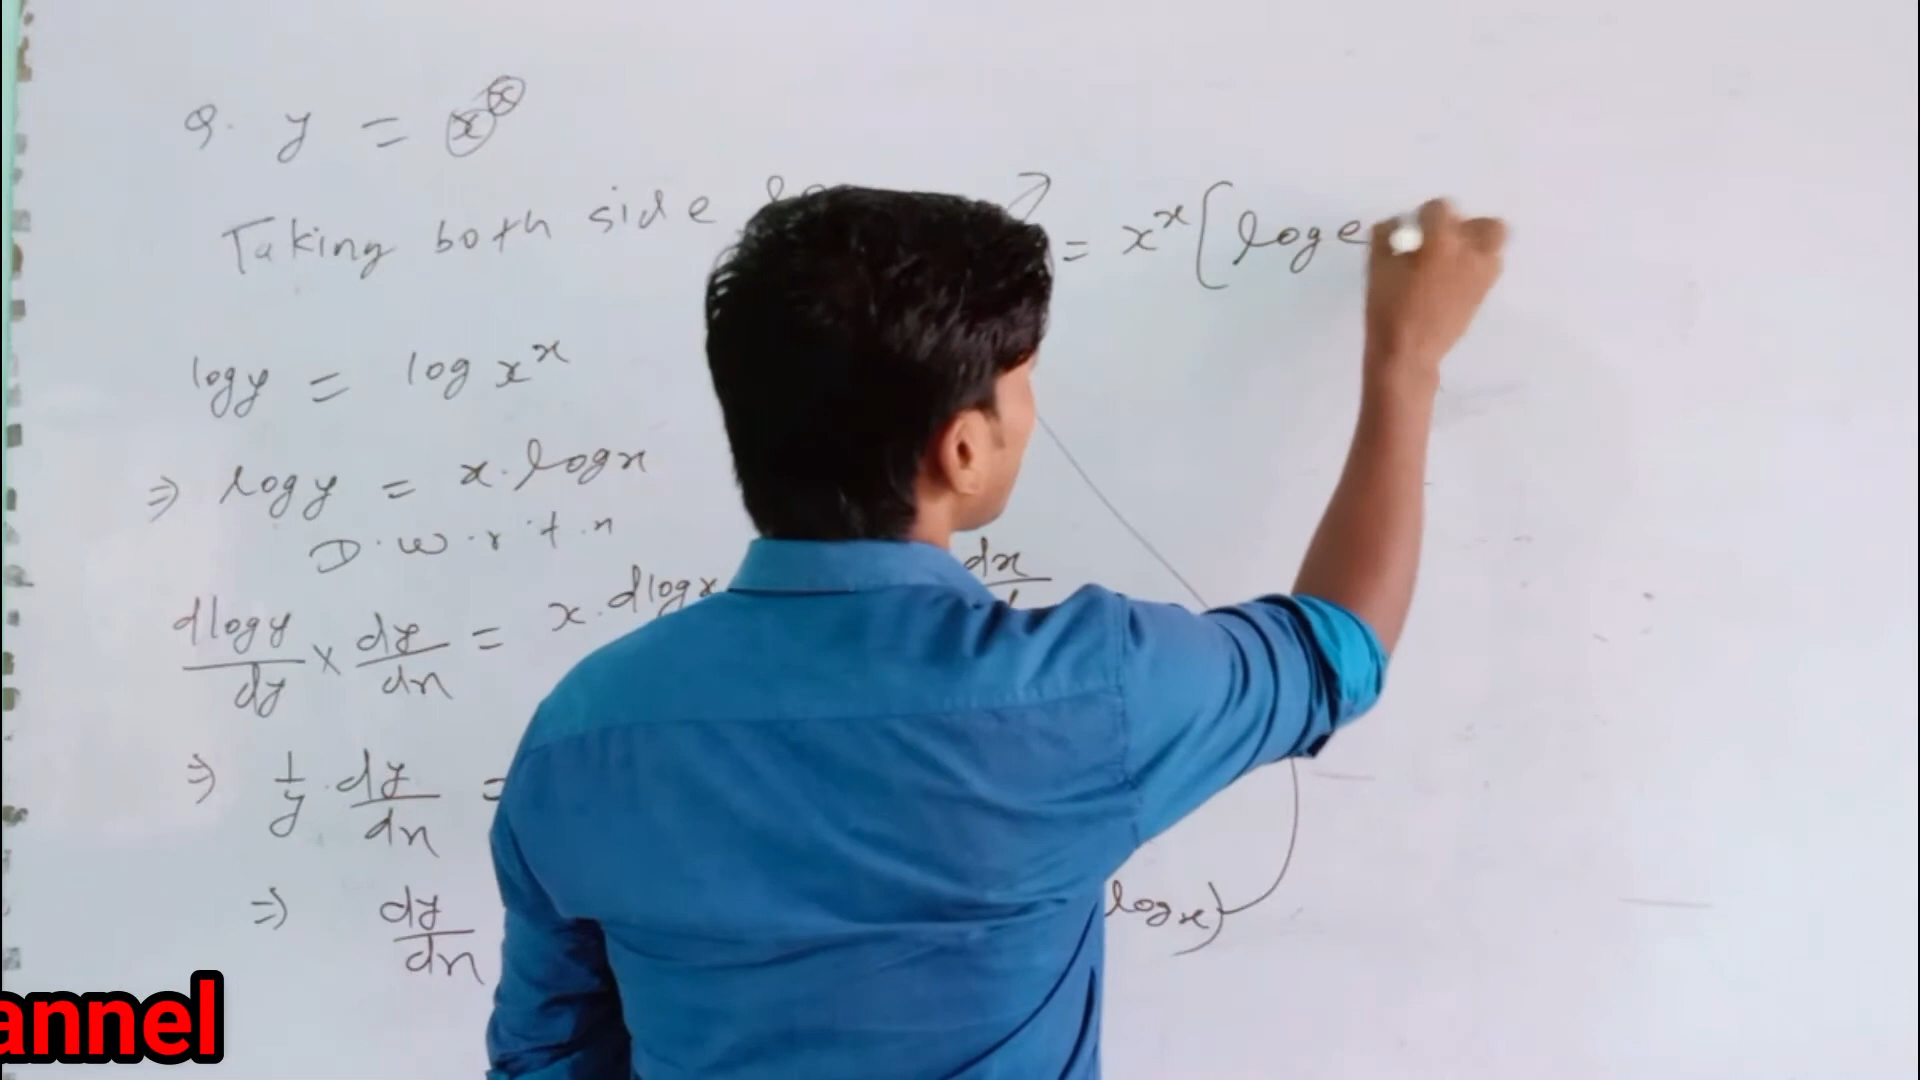 Q. y = x^x
Taking both side
log y = log x^x
⇒ log y = x . log x
D . w . r . t . x
dlogy/dy × dy/dx = x . dlogx dx
⇒ 1/y . dy/dx =
⇒ dy/dx log x)
= x^x [ log e
annel